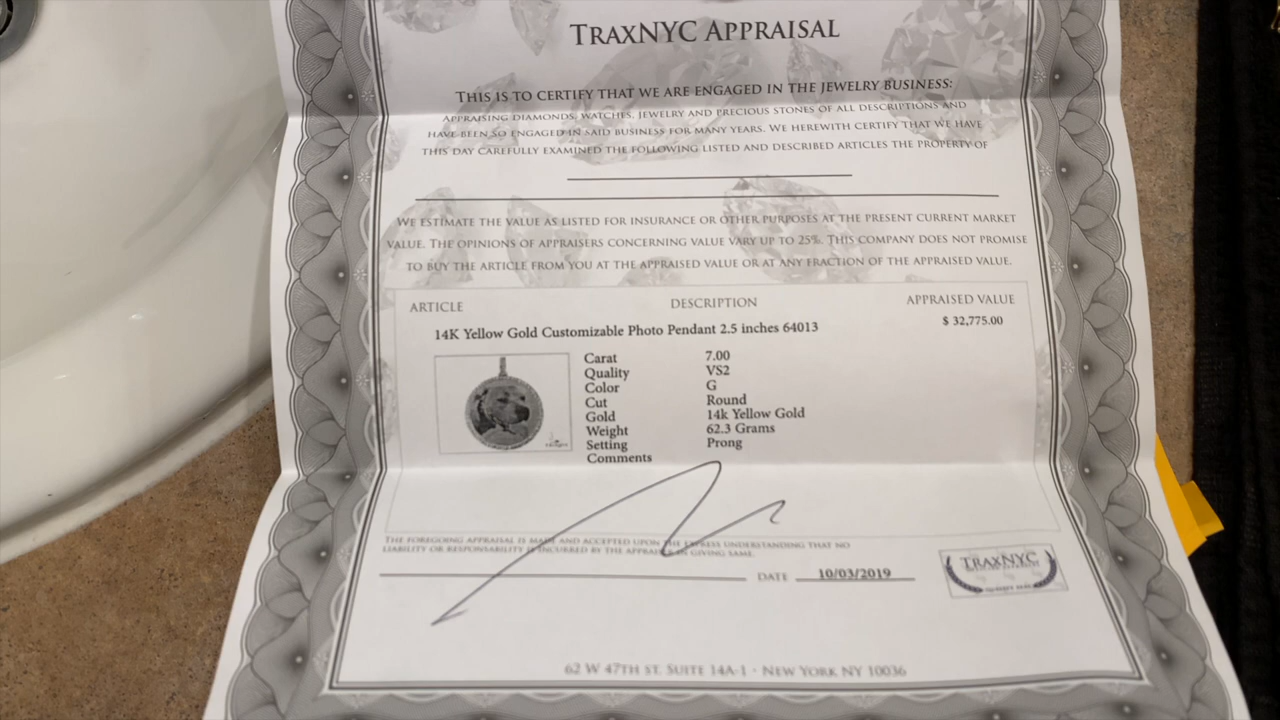 TRAXNYC APPRAISAL
THIS IS TO CERTIFY THAT WE ARE ENGAGED IN THE JEWELRY BUSINESS:
APPRAISING DIAMONDS, WATCHES, JEWELRY AND PRECIOUS STONES OF ALL DESCRIPTIONS AND
HAVE BEEN SO ENGAGED IN SAID BUSINESS FOR MANY YEARS. WE HEREWITH CERTIFY THAT WE HAVE
THIS DAY CAREFULLY EXAMINED THE FOLLOWING LISTED AND DESCRIBED ARTICLES THE PROPERTY OF
WE ESTIMATE THE VALUE AS LISTED FOR INSURANCE OR OTHER PURPOSES AT THE PRESENT CURRENT MARKET
VALUE. THE OPINIONS OF APPRAISERS CONCERNING VALUE VARY UP TO 25%. THIS COMPANY DOES NOT PROMISE
TO BUY THE ARTICLE FROM YOU AT THE APPRAISED VALUE OR AT ANY FRACTION OF THE APPRAISED VALUE.
ARTICLE DESCRIPTION APPRAISED VALUE
14K Yellow Gold Customizable Photo Pendant 2.5 inches 64013 $ 32,775.00
Carat 7.00
Quality VS2
Color G
Cut Round
Gold 14k Yellow Gold
Weight 62.3 Grams
Setting Prong
Comments
THE FOREGOING APPRAISAL IS MADE AND ACCEPTED UPON THE EXPRESS UNDERSTANDING THAT NO
LIABILITY OR RESPONSABILITY IS INCURRED BY THE APPRAISER IN GIVING SAME.
DATE 10/03/2019
TRAXNYC
62 W 47TH ST. SUITE 14A-1 · NEW YORK NY 10036